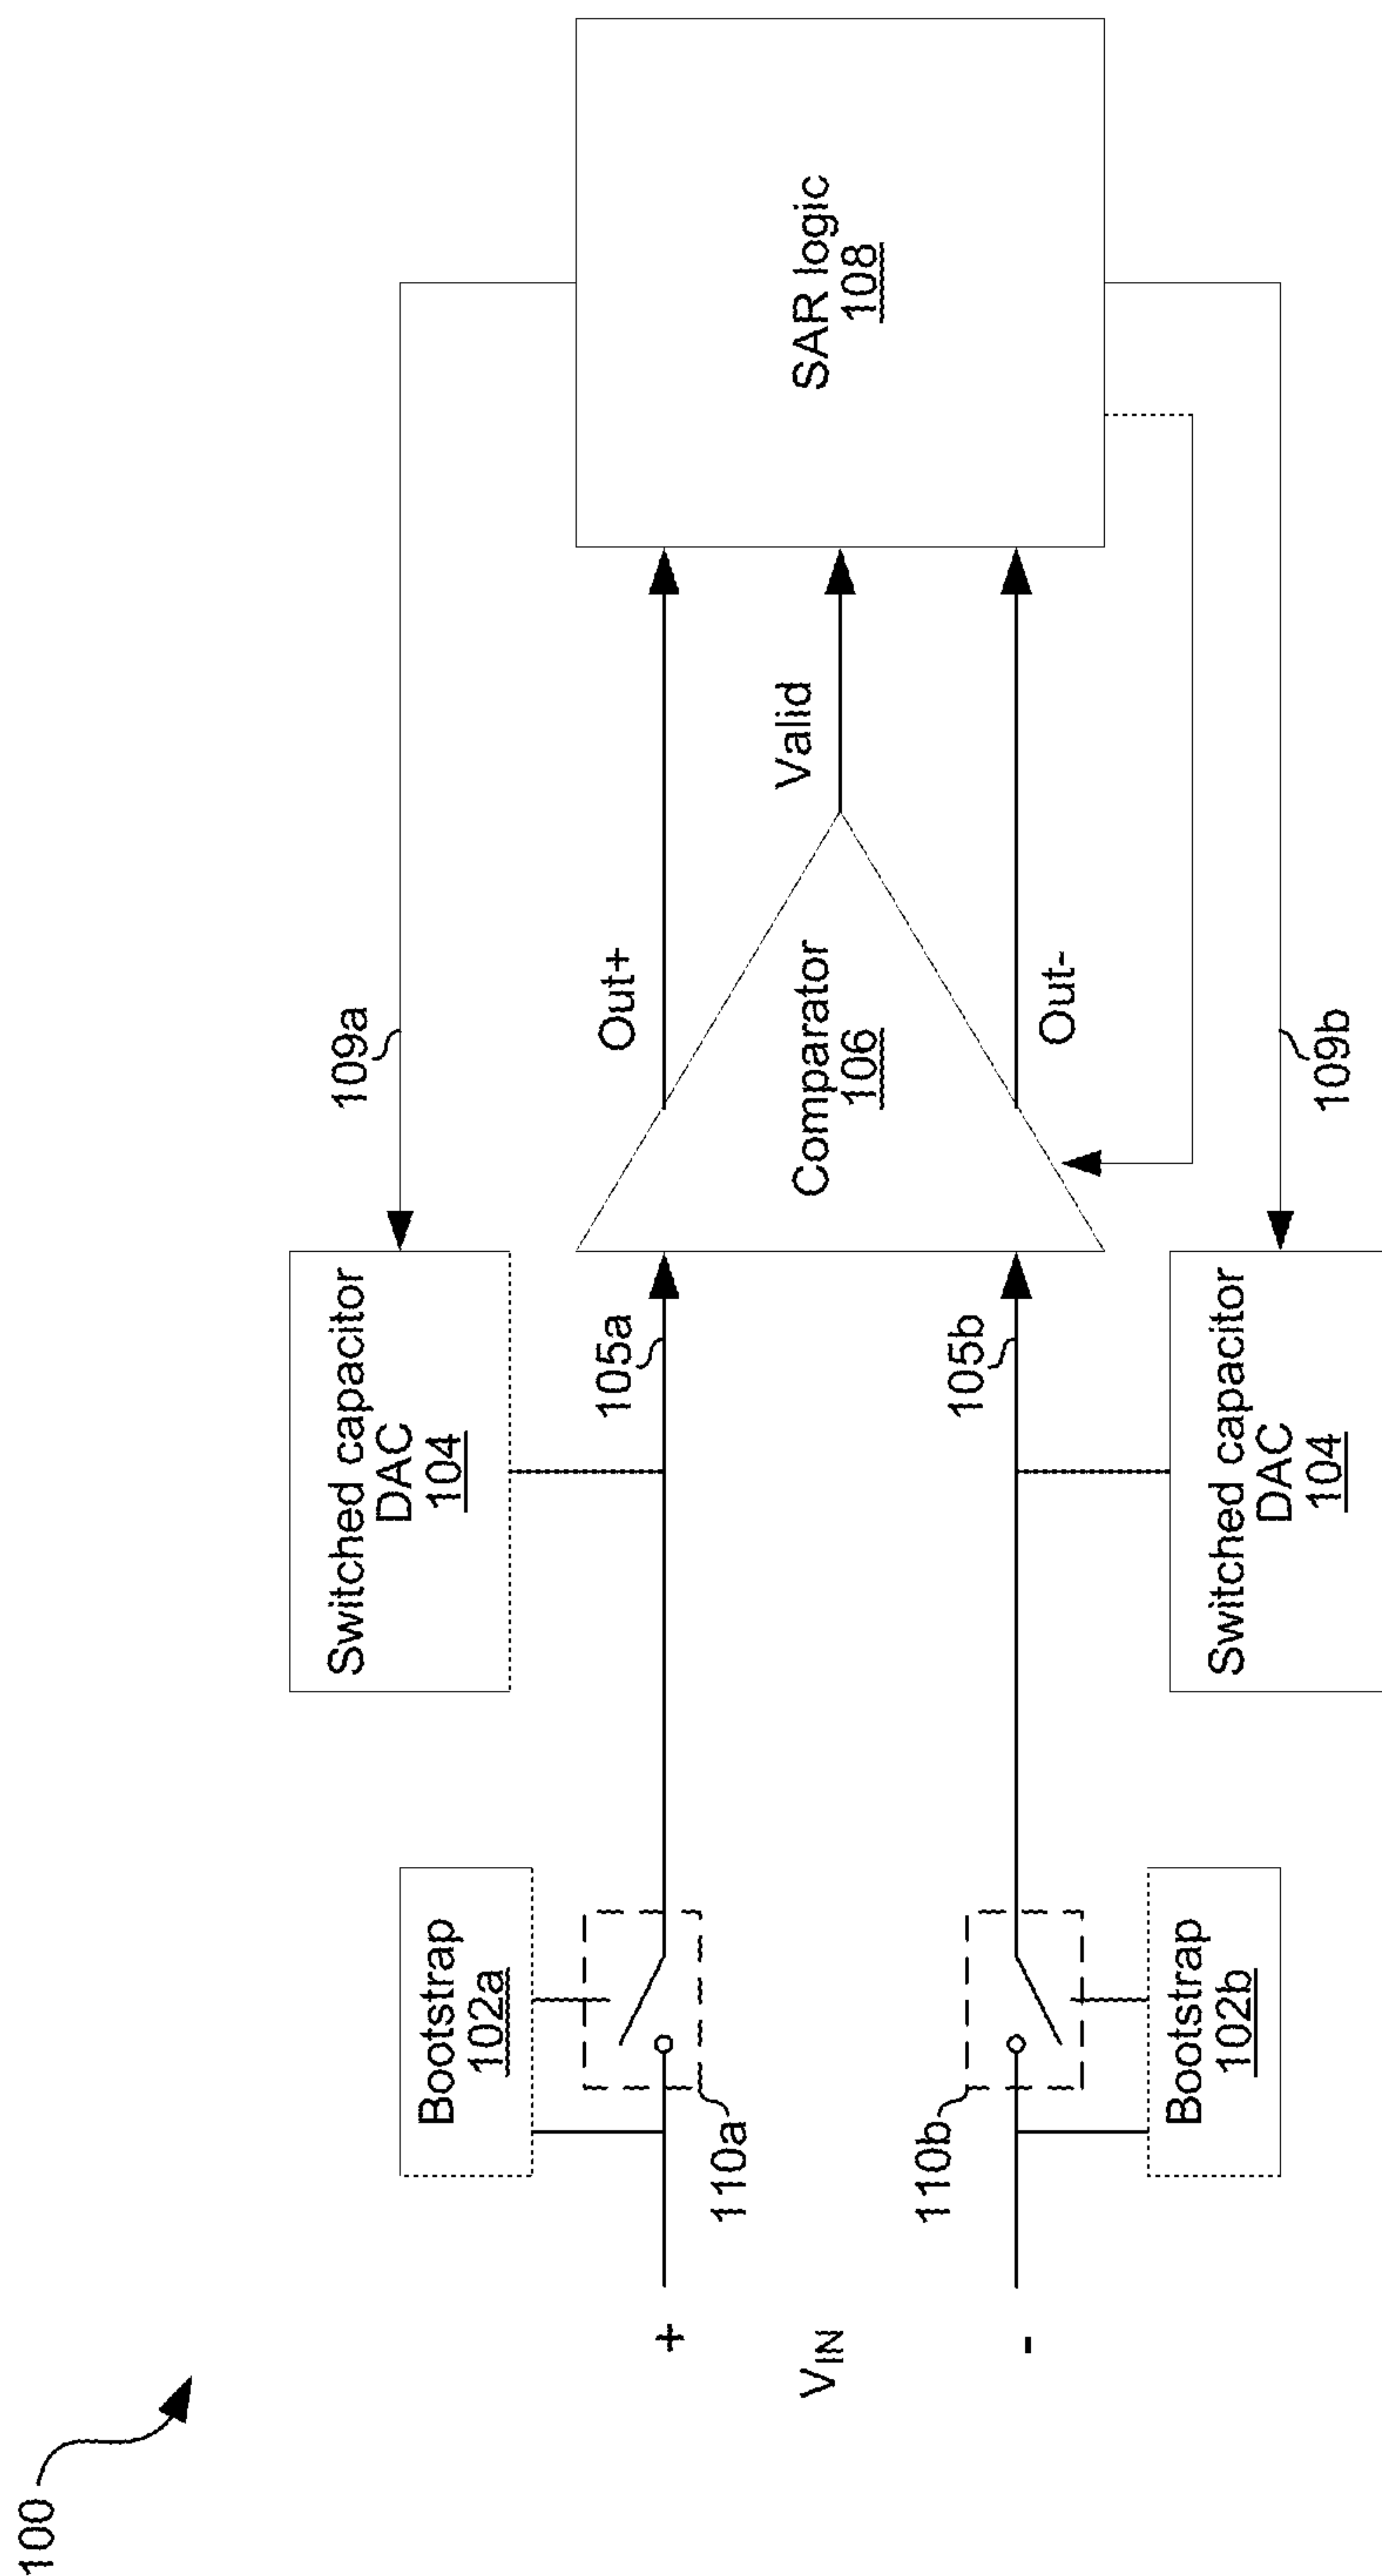 100
Switched capacitor
DAC
104
109a
Bootstrap
102a
110a
105a
Out+
+
VIN
-
Comparator
106
Valid
SAR logic
108
110b
105b
Out-
Bootstrap
102b
Switched capacitor
DAC
104
109b